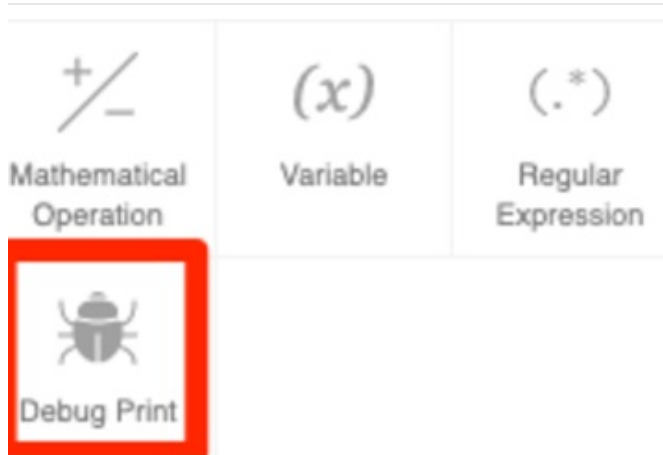 +/−
(x)
(.*)
Mathematical
Operation
Variable
Regular
Expression
Debug Print